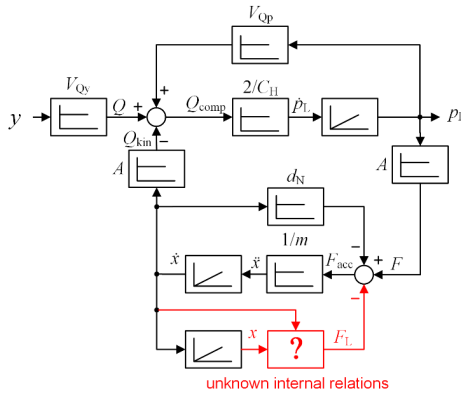 V_Qp
V_Qy
2/C_H
y
Q
+
+
Q_comp
ṗ_L
p_L
Q_kin
−
A
A
d_N
−
1/m
+
ẋ
ẍ
F_acc
F
−
x
?
F_L
unknown internal relations